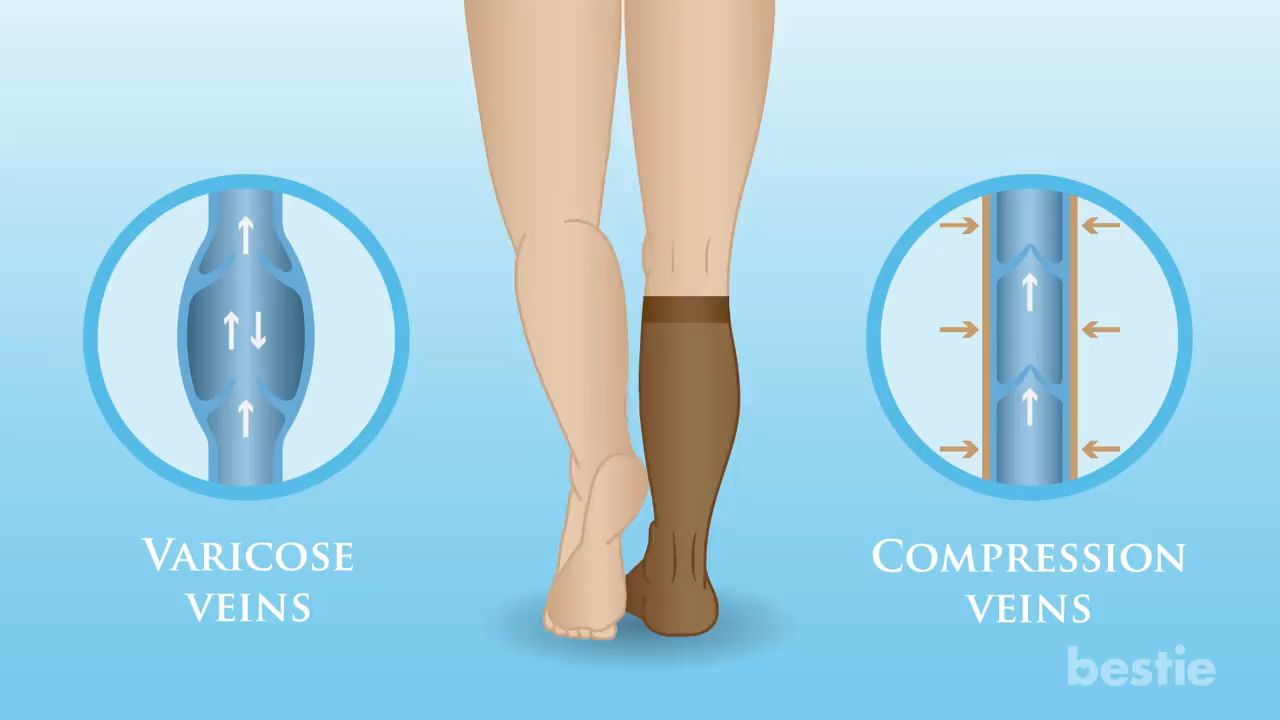 VARICOSE
VEINS
COMPRESSION
VEINS
bestie